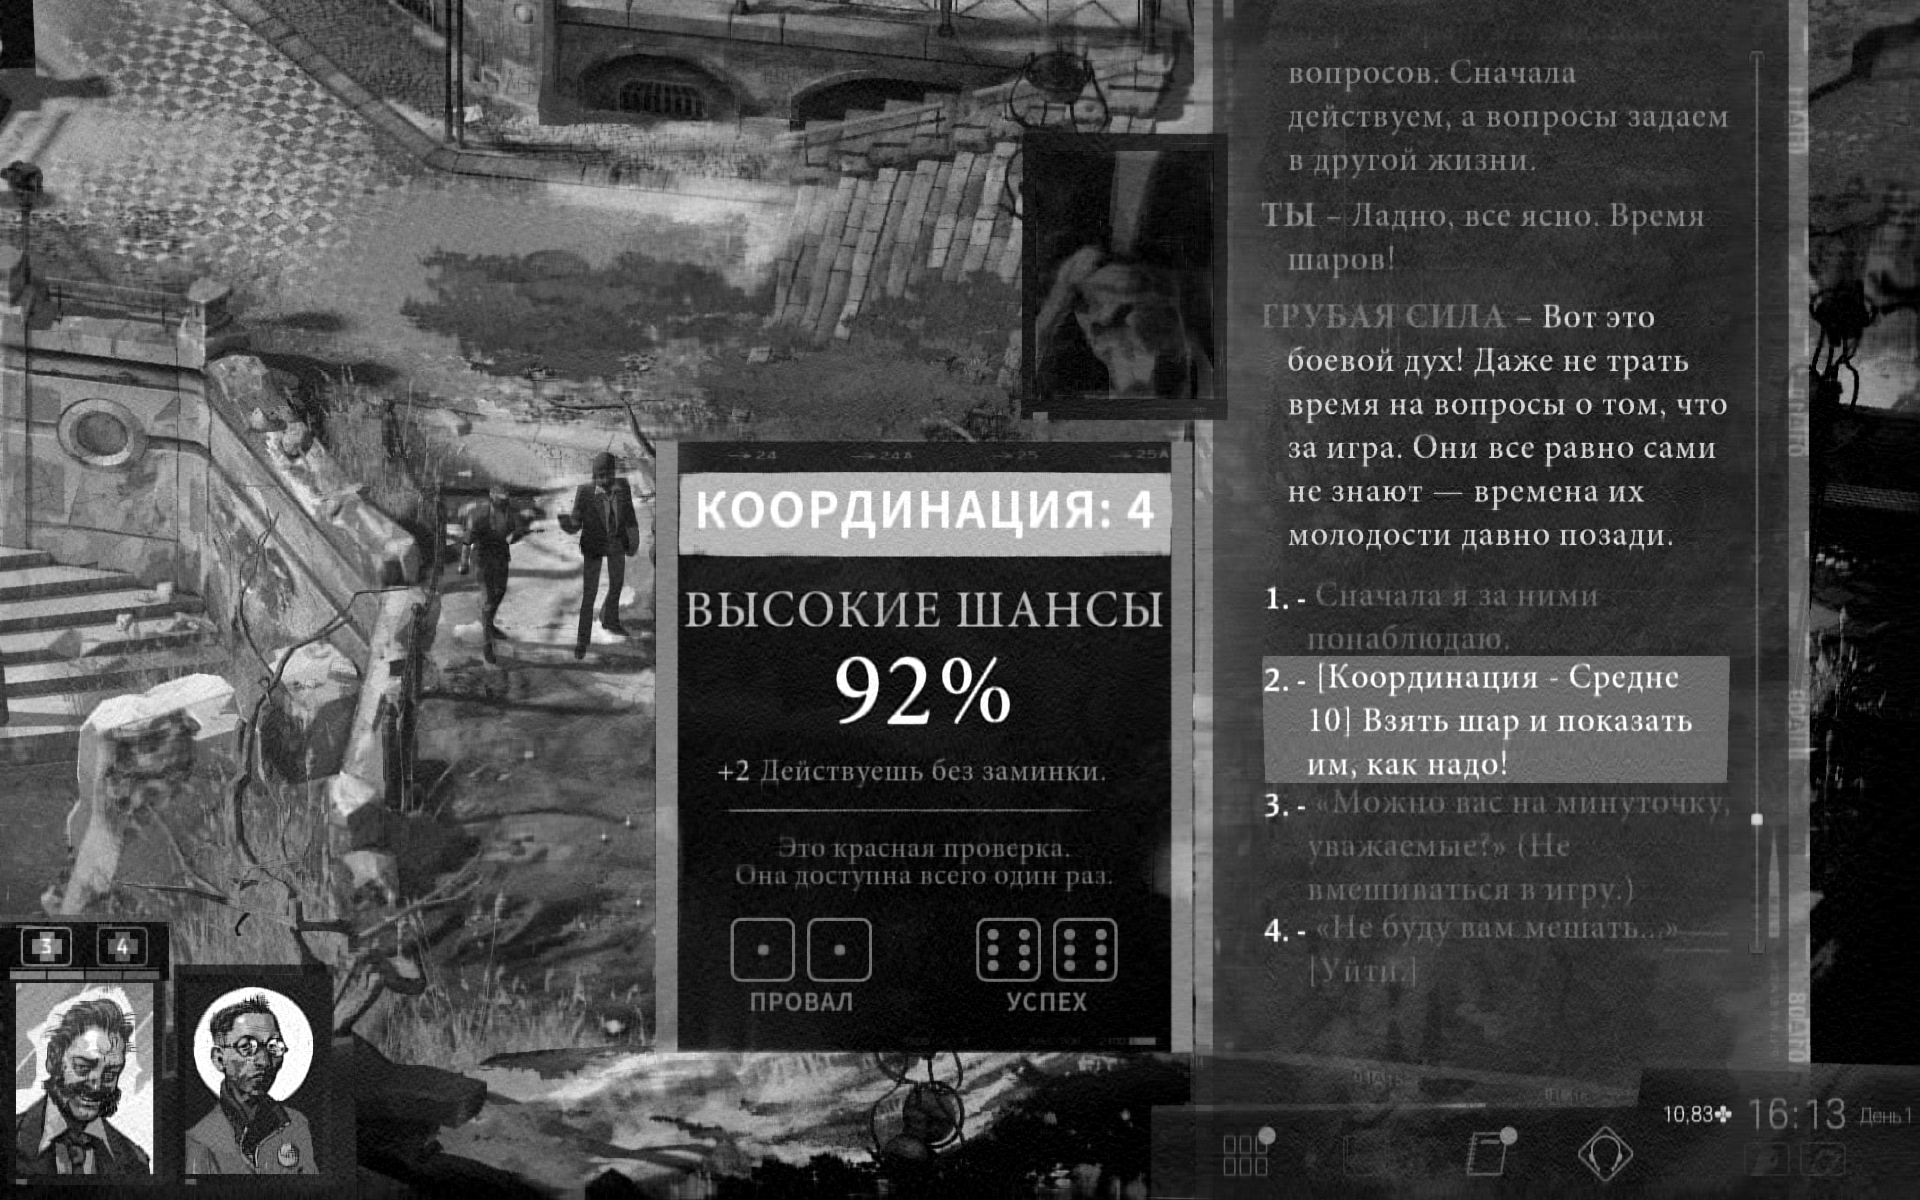 вопросов. Сначала
действуем, а вопросы задаем
в другой жизни.
ТЫ – Ладно, все ясно. Время
шаров!
ГРУБАЯ СИЛА – Вот это
боевой дух! Даже не трать
время на вопросы о том, что
за игра. Они все равно сами
не знают — времена их
молодости давно позади.
1. - Сначала я за ними
понаблюдаю.
2. - [Координация - Средне
10] Взять шар и показать
им, как надо!
3. - «Можно вас на минуточку,
уважаемые?» (Не
вмешиваться в игру.)
4. - «Не буду вам мешать...»
[Уйти.]
24 24A 25 25A
КООРДИНАЦИЯ: 4
ВЫСОКИЕ ШАНСЫ
92%
+2 Действуешь без заминки.
Это красная проверка.
Она доступна всего один раз.
ПРОВАЛ УСПЕХ
3 4
10,83 16:13 День 1